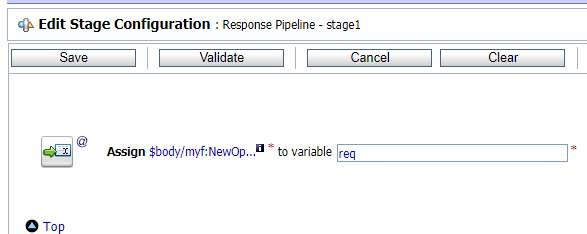 Edit Stage Configuration : Response Pipeline - stage1
Save Validate Cancel Clear
@ Assign $body/myf:NewOp... * to variable req *
Top